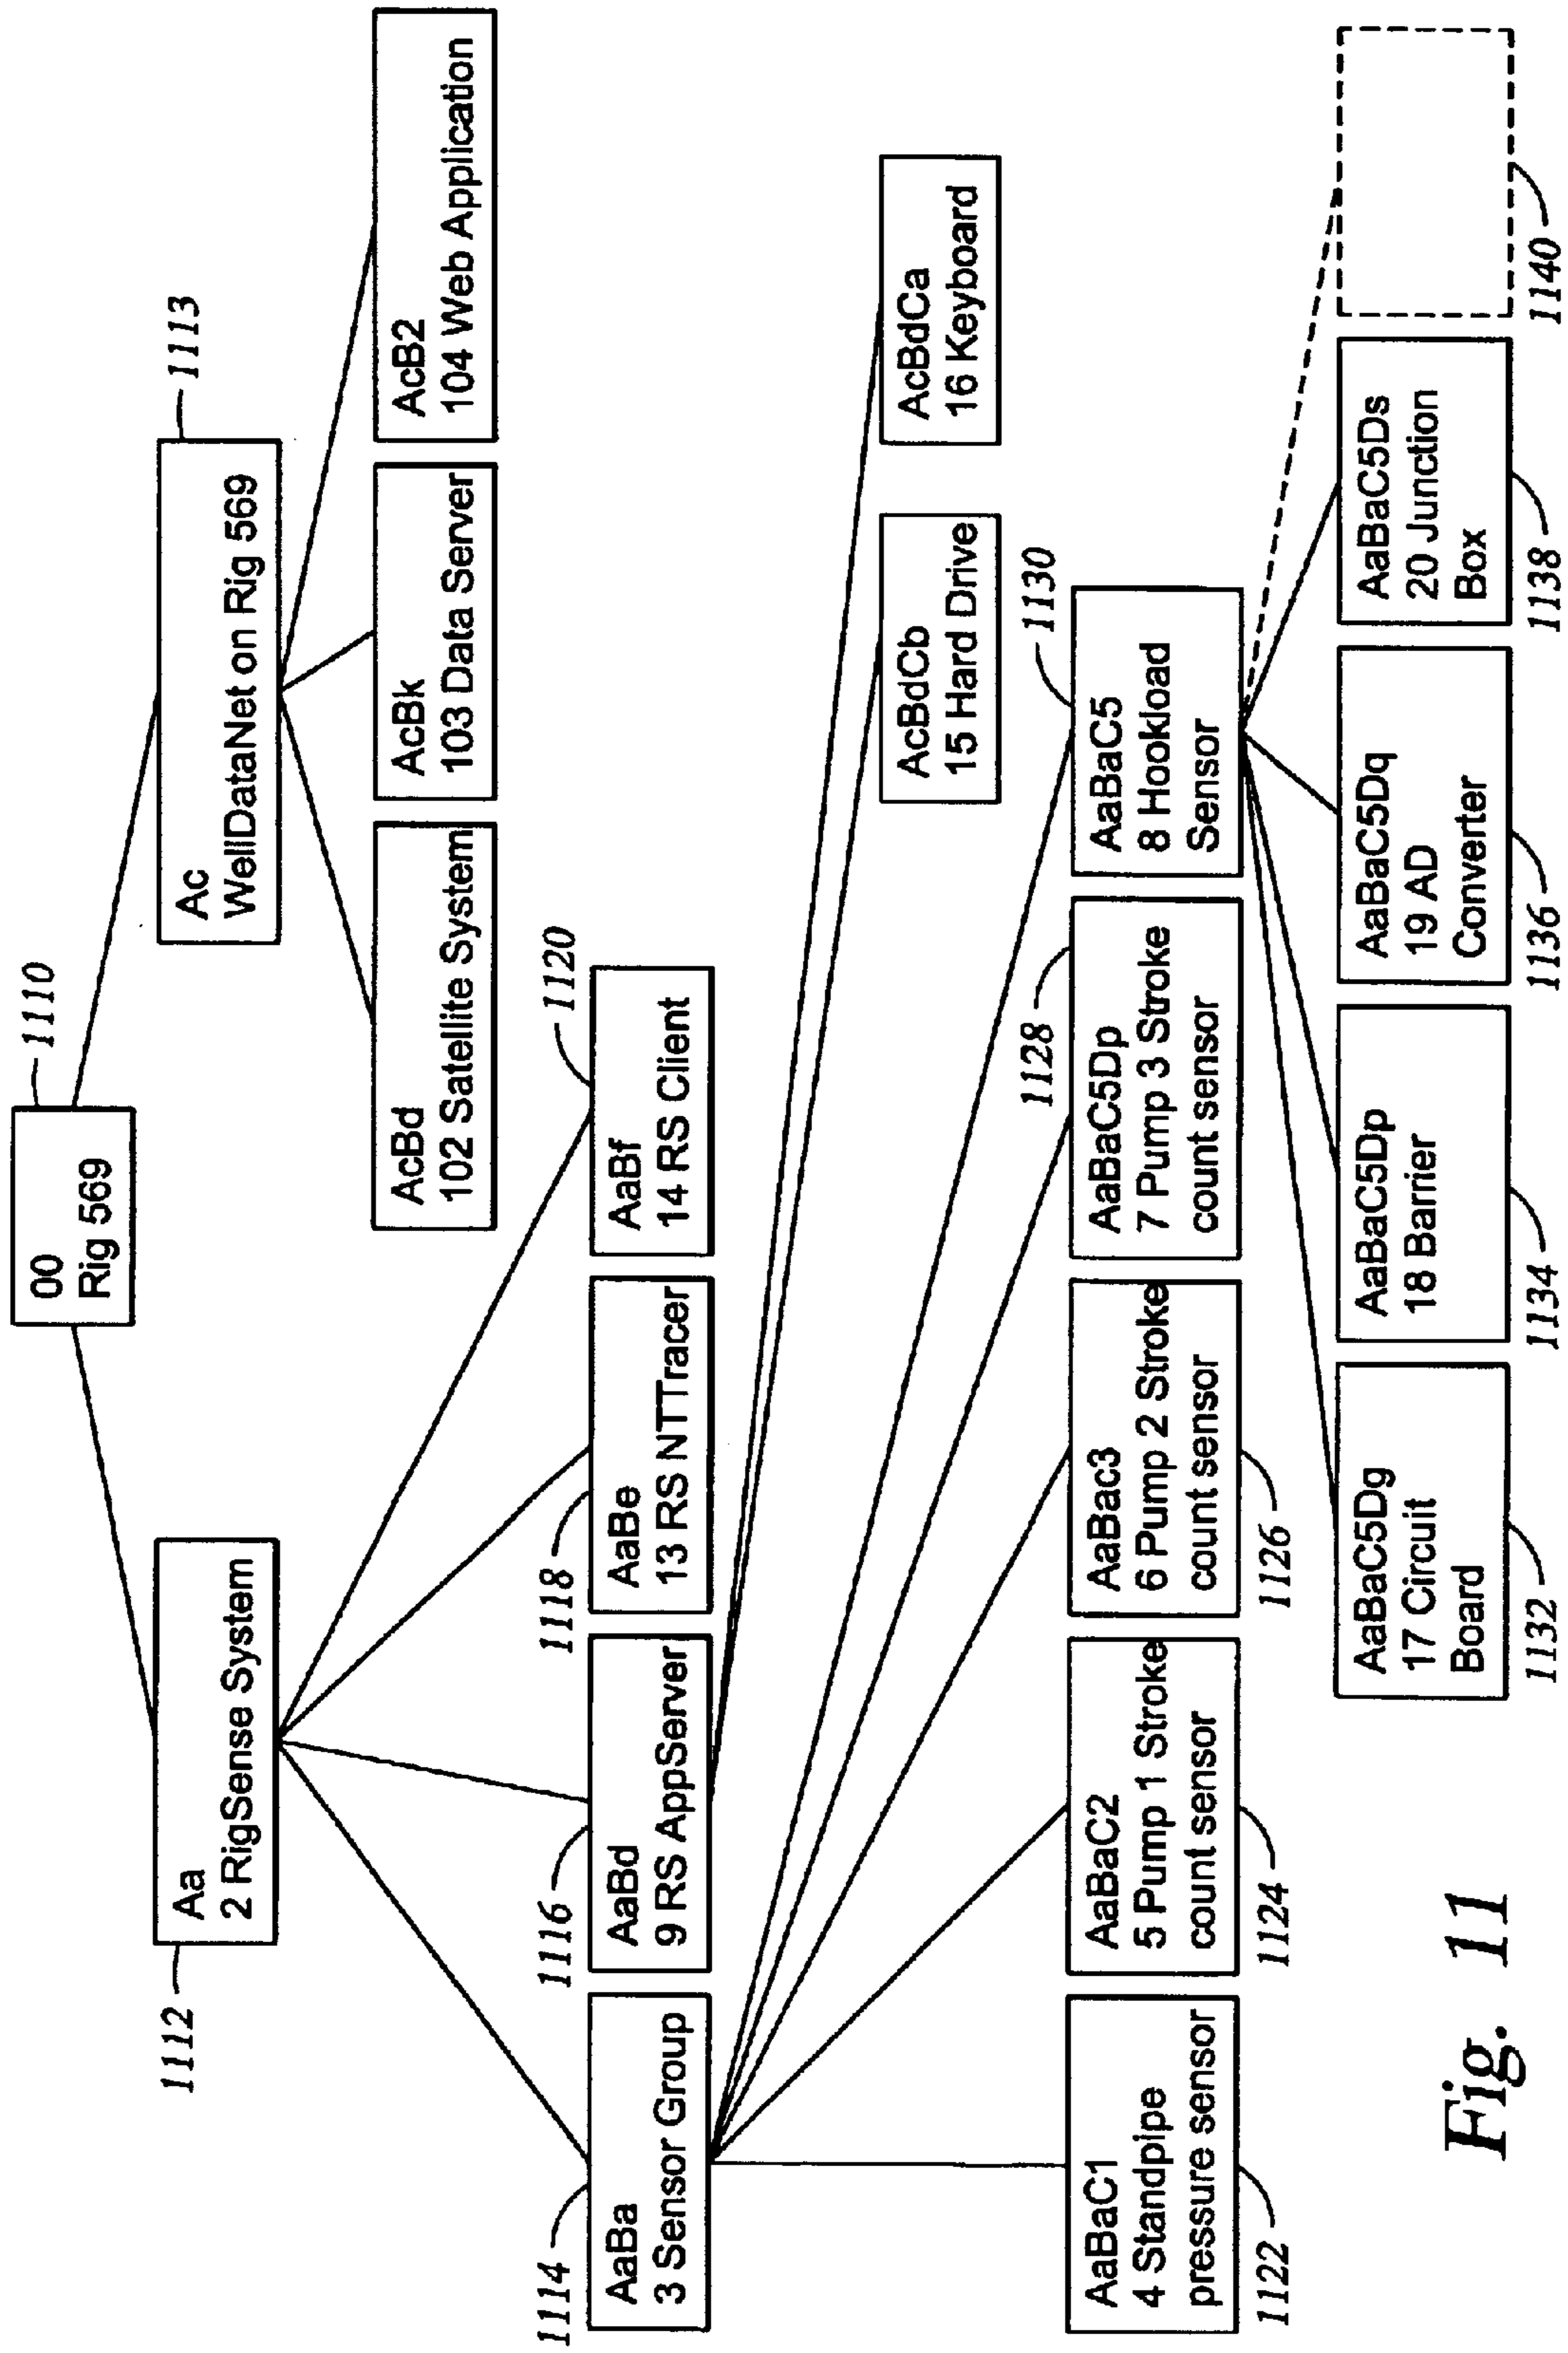 1110
00
Rig 569
1112
Aa
2 RigSense System
1113
Ac
WellDataNet on Rig 569
AcBd
102 Satellite System
AcBk
103 Data Server
AcB2
104 Web Application
1114
AaBa
3 Sensor Group
1116
AaBd
9 RS AppServer
1118
AaBe
13 RS NTTracer
1120
AaBf
14 RS Client
AcBdCb
15 Hard Drive
AcBdCa
16 Keyboard
AaBaC1
4 Standpipe
pressure sensor
1122
AaBaC2
5 Pump 1 Stroke
count sensor
1124
AaBac3
6 Pump 2 Stroke
count sensor
1126
1128
AaBaC5Dp
7 Pump 3 Stroke
count sensor
1130
AaBaC5
8 Hookload
Sensor
AaBaC5Dg
17 Circuit
Board
1132
AaBaC5Dp
18 Barrier
1134
AaBaC5Dq
19 AD
Converter
1136
AaBaC5Ds
20 Junction
Box
1138
1140
Fig. 11